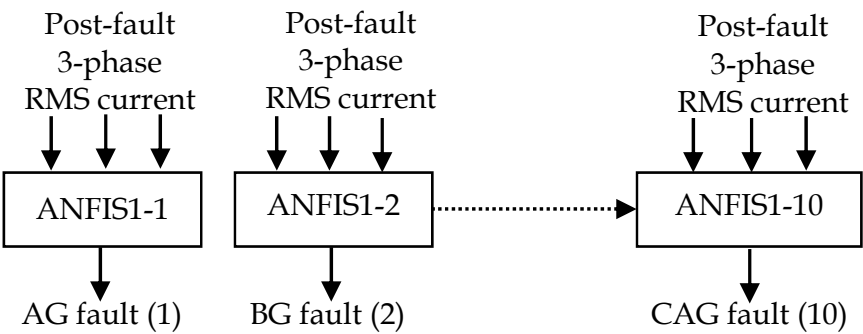 Post-fault
3-phase
RMS current
ANFIS1-1
AG fault (1)
Post-fault
3-phase
RMS current
ANFIS1-2
BG fault (2)
Post-fault
3-phase
RMS current
ANFIS1-10
CAG fault (10)